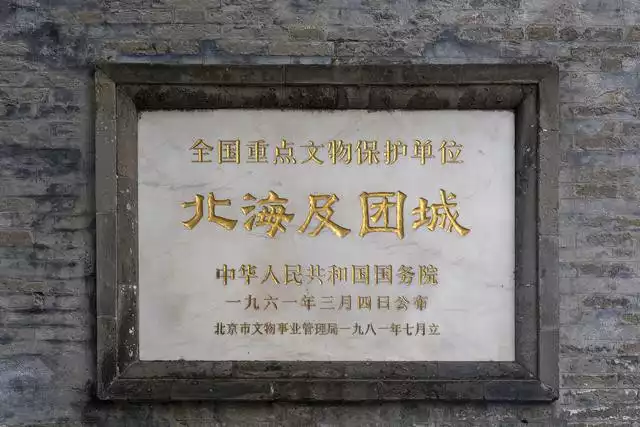 全国重点文物保护单位
北海及团城
中华人民共和国国务院
一九六一年三月四日公布
北京市文物事业管理局一九八一年七月立